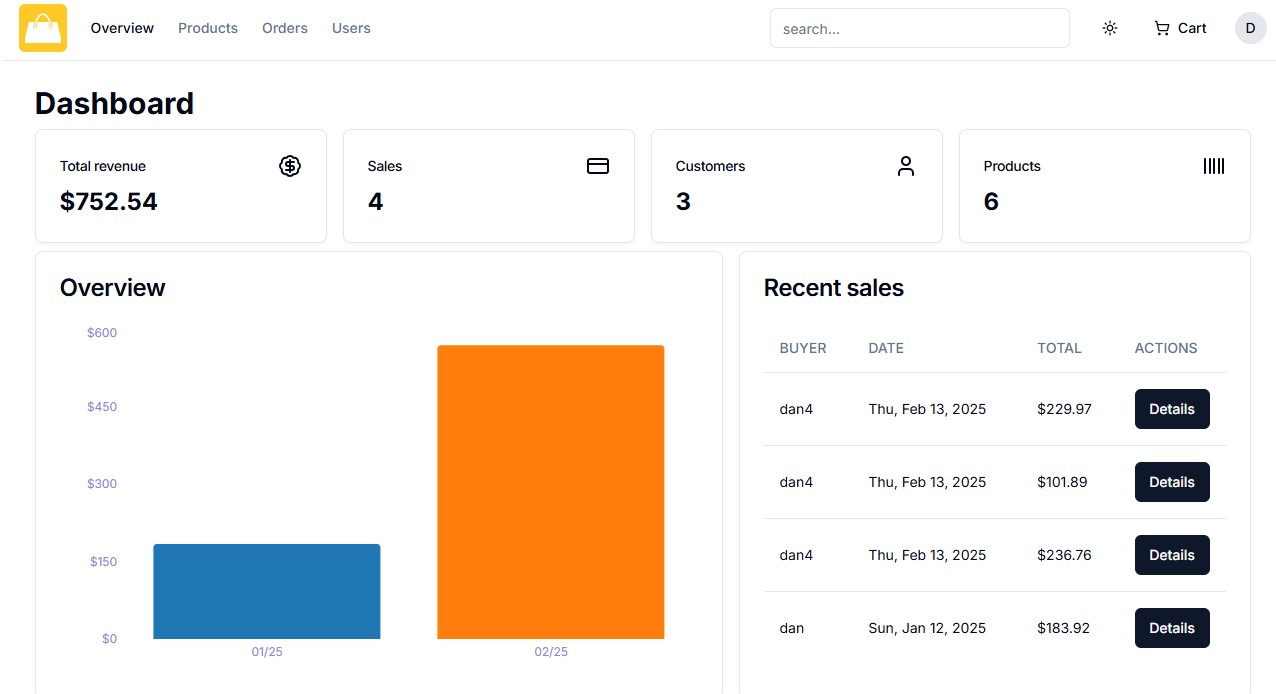 Overview Products Orders Users search... Cart D
Dashboard
Total revenue
$752.54
Sales
4
Customers
3
Products
6
Overview
$600
$450
$300
$150
$0
01/25 02/25
Recent sales
BUYER DATE TOTAL ACTIONS
dan4 Thu, Feb 13, 2025 $229.97 Details
dan4 Thu, Feb 13, 2025 $101.89 Details
dan4 Thu, Feb 13, 2025 $236.76 Details
dan Sun, Jan 12, 2025 $183.92 Details